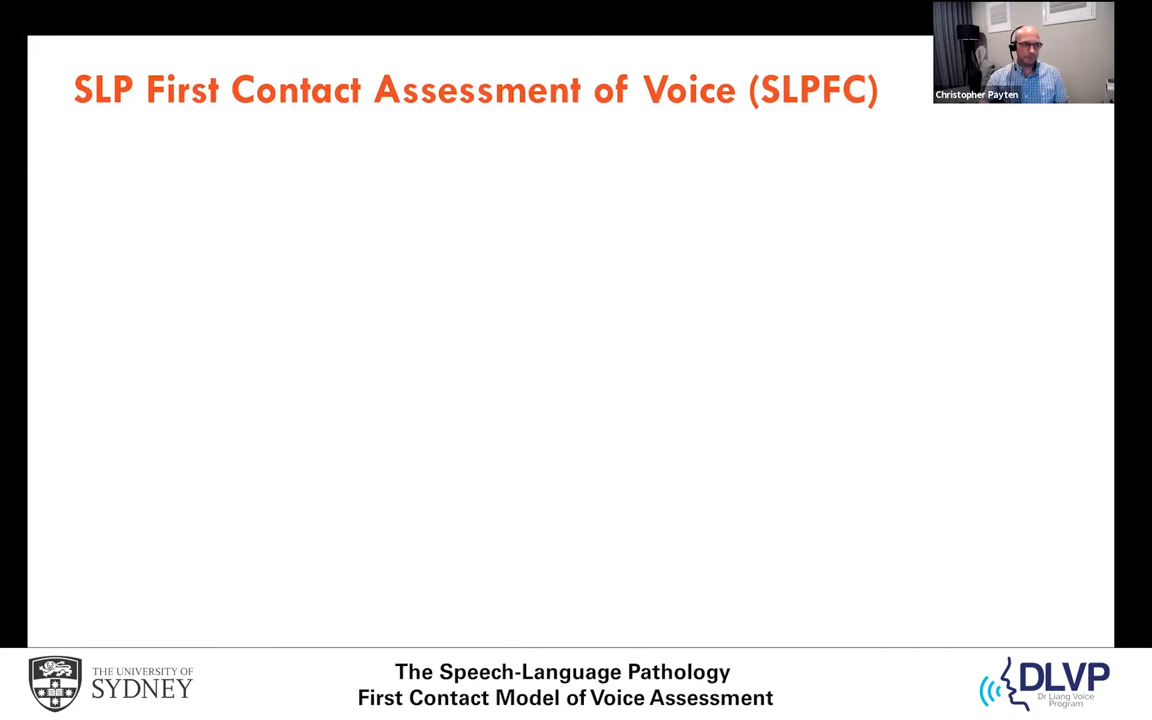 SLP First Contact Assessment of Voice (SLPFC)
Christopher Payten
THE UNIVERSITY OF
SYDNEY
The Speech-Language Pathology
First Contact Model of Voice Assessment
DLVP
Dr Liang Voice
Program